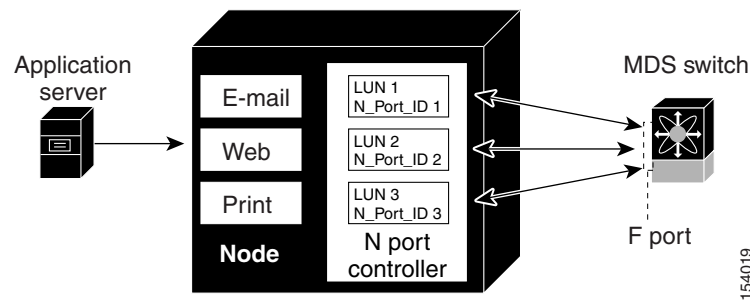 Application
server
E-mail
Web
Print
Node
LUN 1
N_Port_ID 1
LUN 2
N_Port_ID 2
LUN 3
N_Port_ID 3
N port
controller
MDS switch
F port
154019